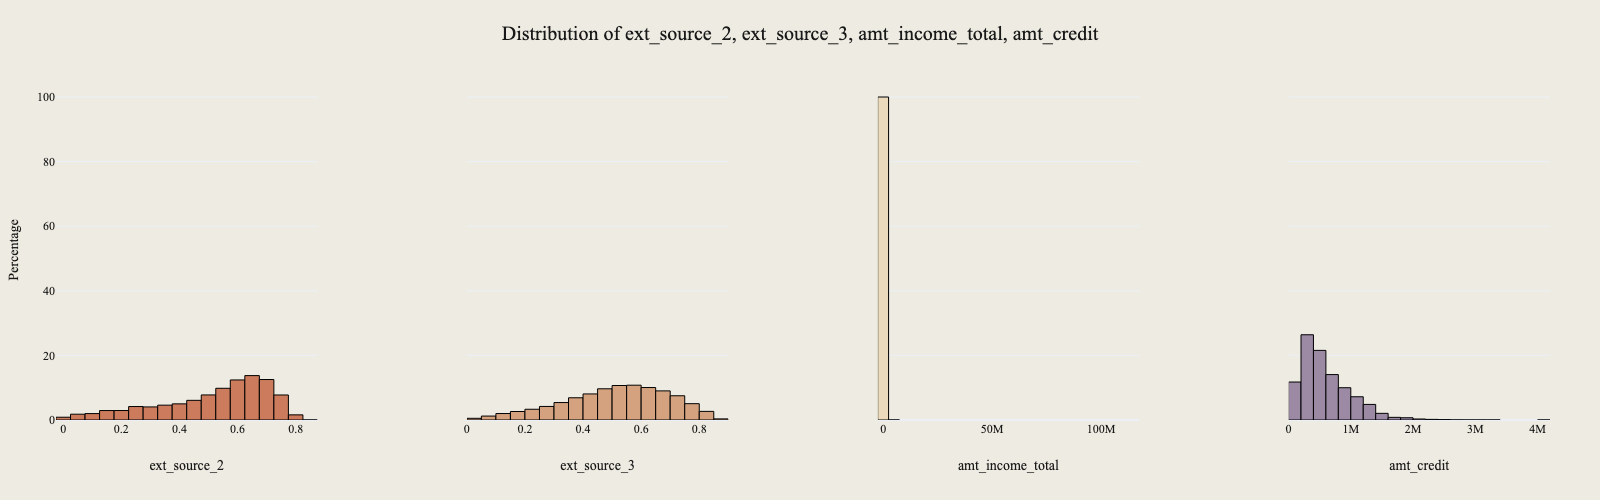 Distribution of ext_source_2, ext_source_3, amt_income_total, amt_credit
Percentage
100
80
60
40
20
0
0 0.2 0.4 0.6 0.8
ext_source_2
0 0.2 0.4 0.6 0.8
ext_source_3
0 50M 100M
amt_income_total
0 1M 2M 3M 4M
amt_credit